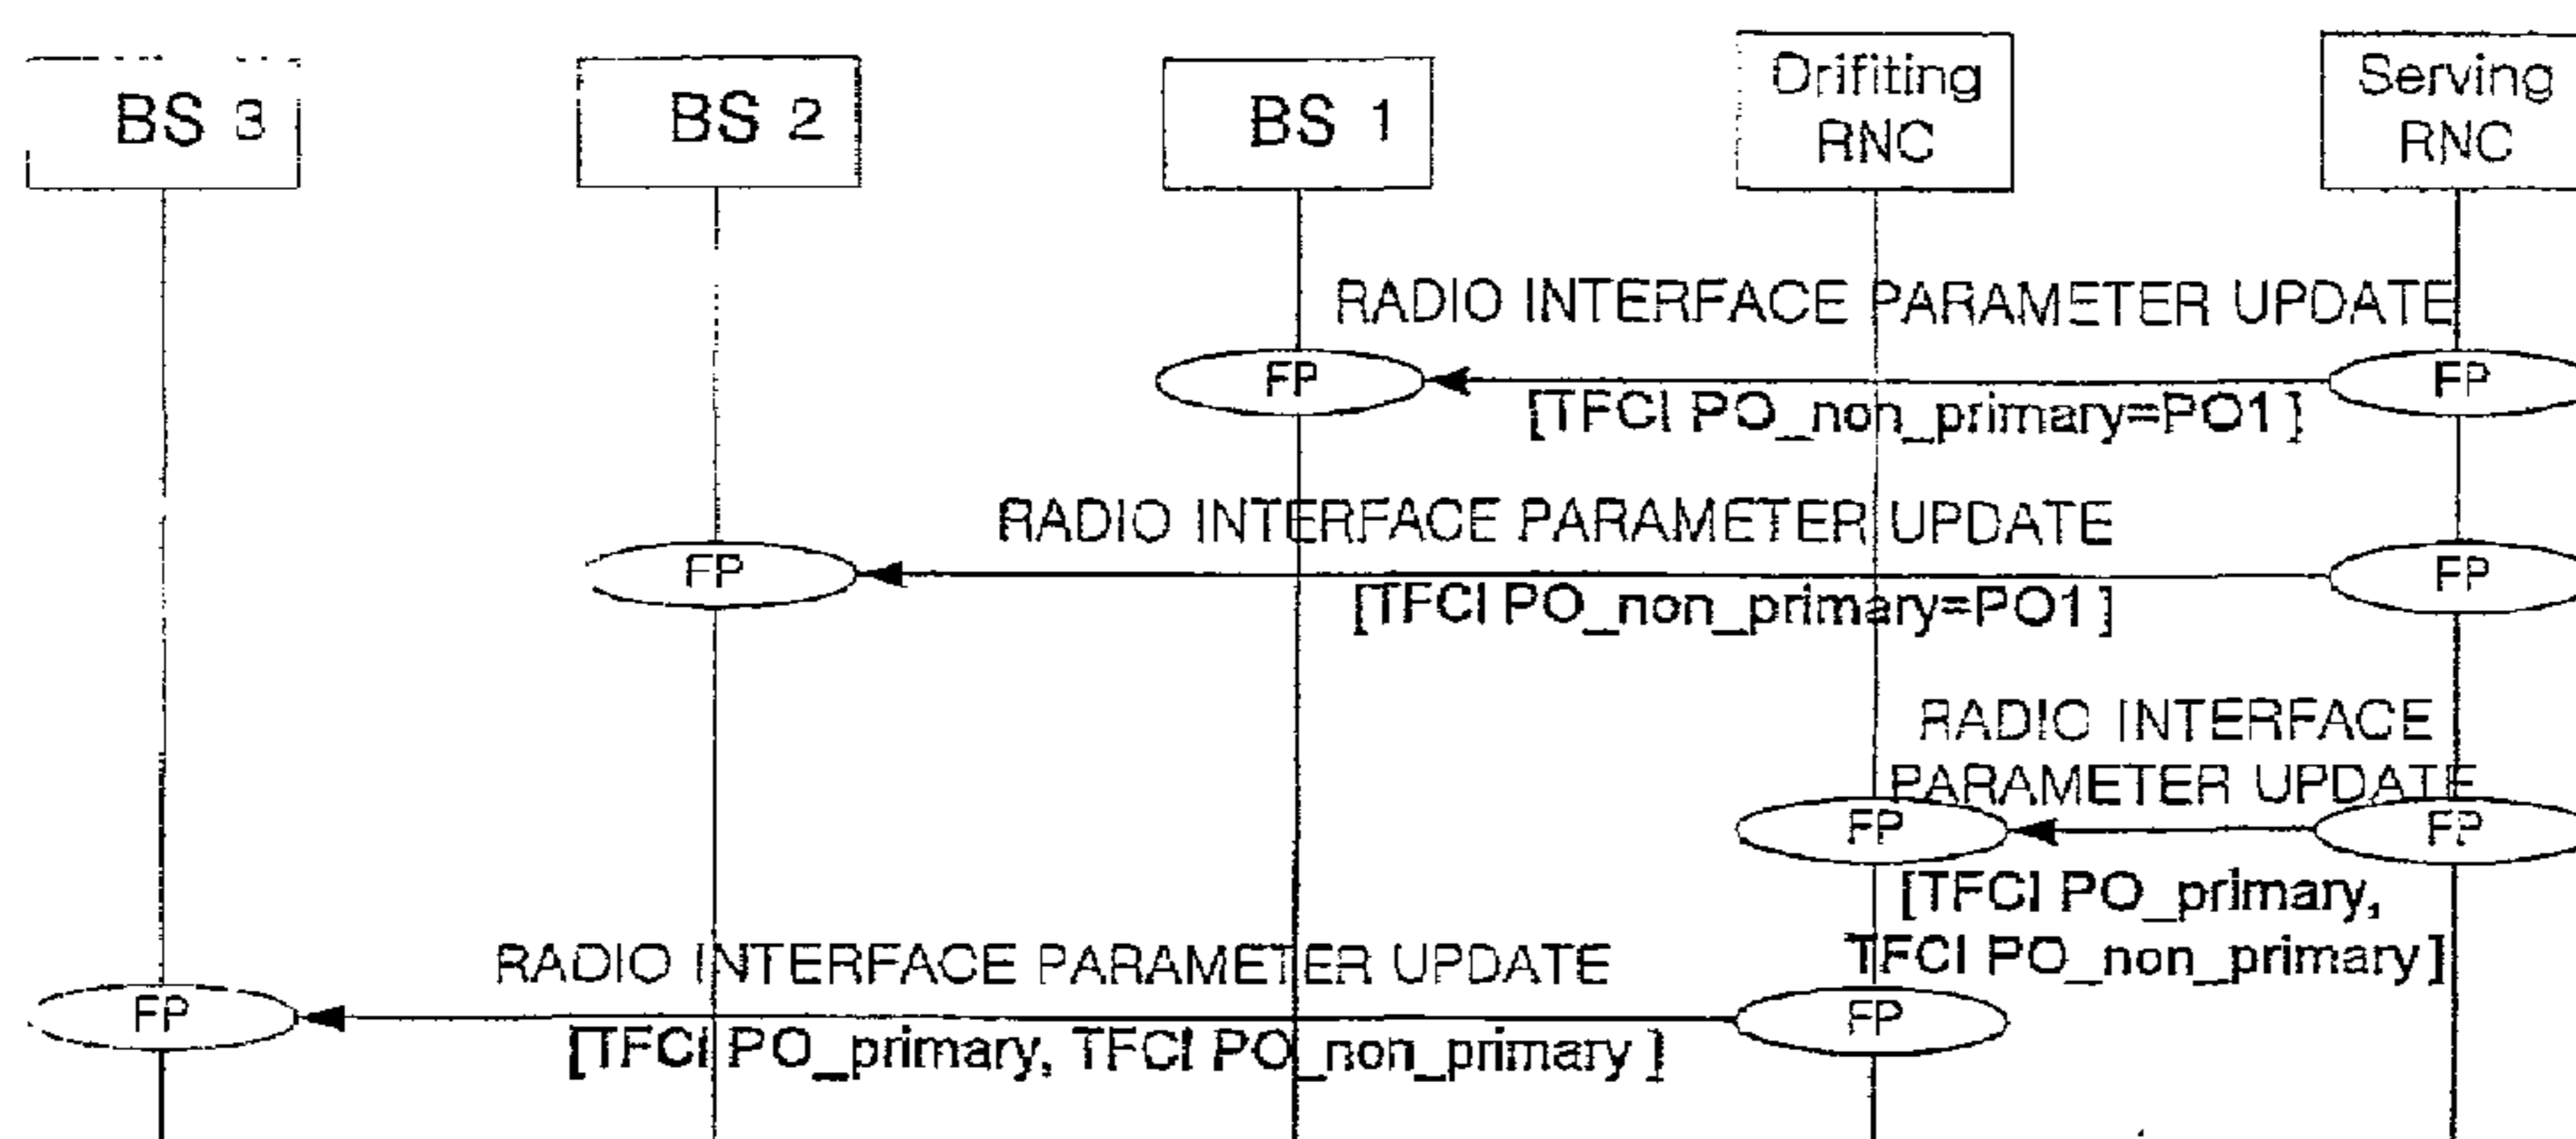 BS 3
BS 2
BS 1
Drifiting
RNC
Serving
RNC
RADIO INTERFACE PARAMETER UPDATE
FP
FP
[TFCI PO_non_primary=PO1]
RADIO INTERFACE PARAMETER UPDATE
FP
FP
[TFCI PO_non_primary=PO1]
RADIO INTERFACE
PARAMETER UPDATE
FP
FP
[TFCI PO_primary,
TFCI PO_non_primary]
RADIO INTERFACE PARAMETER UPDATE
FP
FP
[TFCI PO_primary, TFCI PO_non_primary]